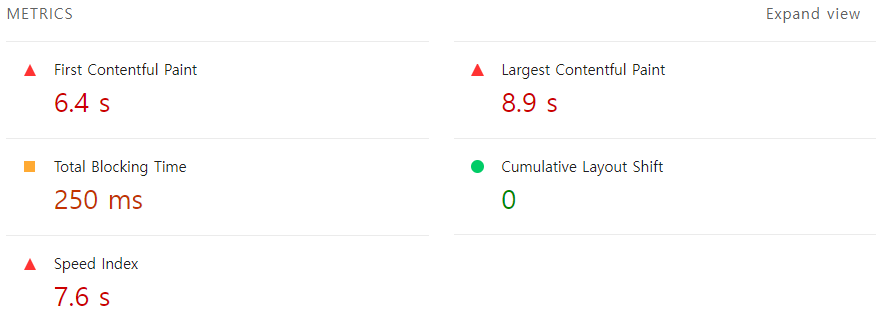 METRICS
Expand view
First Contentful Paint
6.4 s
Largest Contentful Paint
8.9 s
Total Blocking Time
250 ms
Cumulative Layout Shift
0
Speed Index
7.6 s